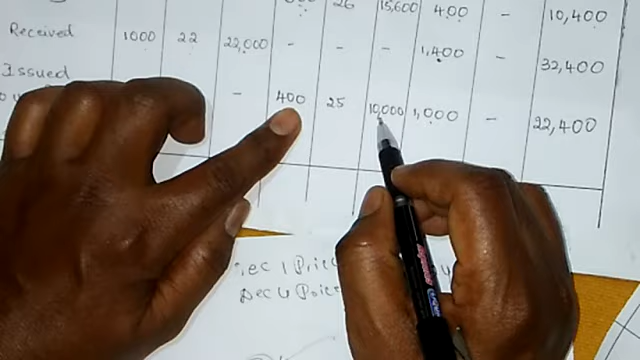 26 15,600 400 - 10,400
Received 1000 22 22,000 - - - 1,400 - 32,400
Issued
- 400 25 10,000 1,000 - 22,400
Dec 1 Price
Dec 4 Price